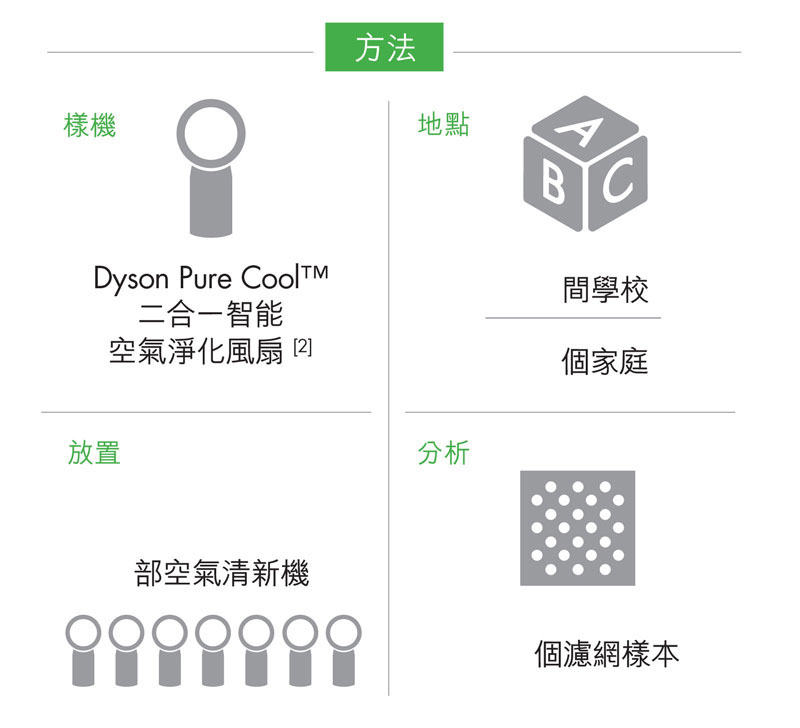 方法
樣機
Dyson Pure Cool™
二合一智能
空氣淨化風扇 [2]
地點
A
B C
間學校
個家庭
放置
部空氣清新機
分析
個濾網樣本